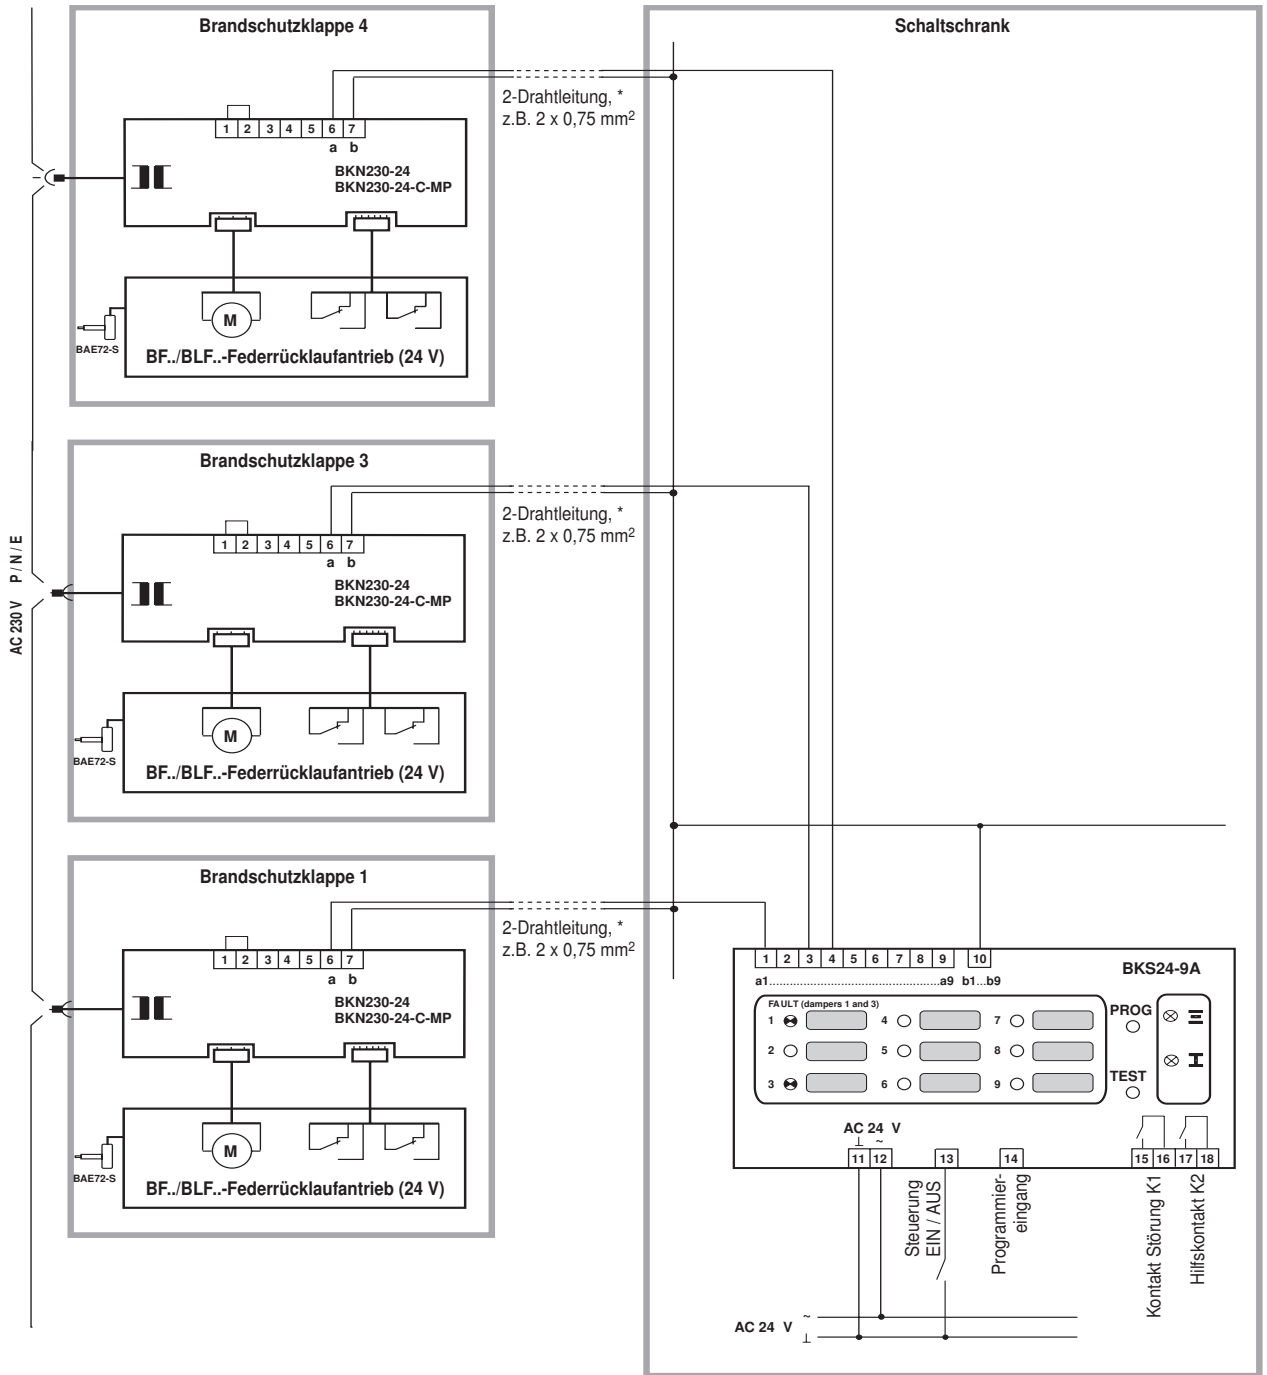 Brandschutzklappe 4
1 2 3 4 5 6 7
a b
BKN230-24
BKN230-24-C-MP
M
BAE72-S
BF../BLF..-Federrücklaufantrieb (24 V)
2-Drahtleitung, *
z.B. 2 x 0,75 mm²
Brandschutzklappe 3
1 2 3 4 5 6 7
a b
BKN230-24
BKN230-24-C-MP
M
BAE72-S
BF../BLF..-Federrücklaufantrieb (24 V)
2-Drahtleitung, *
z.B. 2 x 0,75 mm²
AC 230 V P / N / E
Brandschutzklappe 1
1 2 3 4 5 6 7
a b
BKN230-24
BKN230-24-C-MP
M
BAE72-S
BF../BLF..-Federrücklaufantrieb (24 V)
2-Drahtleitung, *
z.B. 2 x 0,75 mm²
Schaltschrank
1 2 3 4 5 6 7 8 9 10
a1........................................a9 b1...b9
BKS24-9A
FAULT (dampers 1 and 3)
1 4 7
2 5 8
3 6 9
PROG
TEST
AC 24 V
⊥ ~
11 12 13 14 15 16 17 18
Steuerung
EIN / AUS
Programmier-
eingang
Kontakt Störung K1
Hilfskontakt K2
AC 24 V ~
⊥